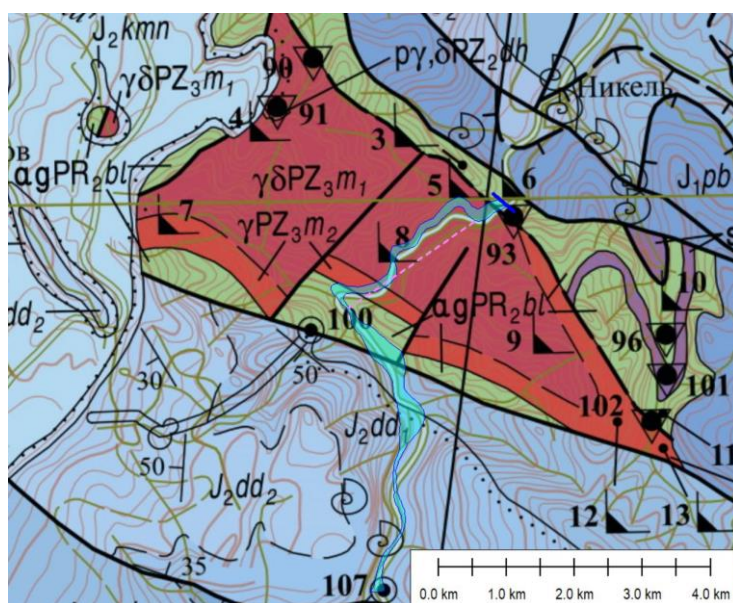 J₂kmn
γδPZ₃m₁
90
pγ,δPZ₂dh
91
Никель
4
3
ов
αgPR₂bl
5
6
J₁pb
γδPZ₃m₁
7
γPZ₃m₂
8
93
s
10
dd₂
100
αgPR₂bl
9
96
101
30
50
J₂dd
102
11
50
J₂dd₂
12
13
35
107
0.0 km
1.0 km
2.0 km
3.0 km
4.0 km